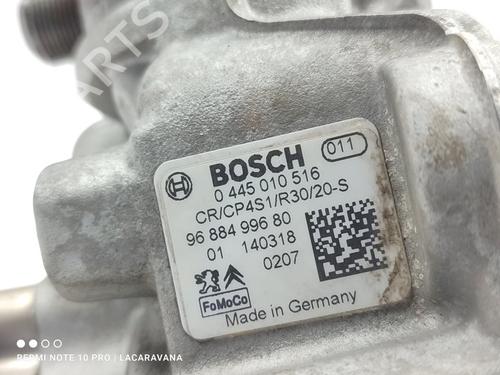 PARTS
BOSCH 011
0 445 010 516
CR/CP4S1/R30/20-S
96 884 996 80
01 140318
0207
FoMoCo
Made in Germany
REDMI NOTE 10 PRO | LACARAVANA